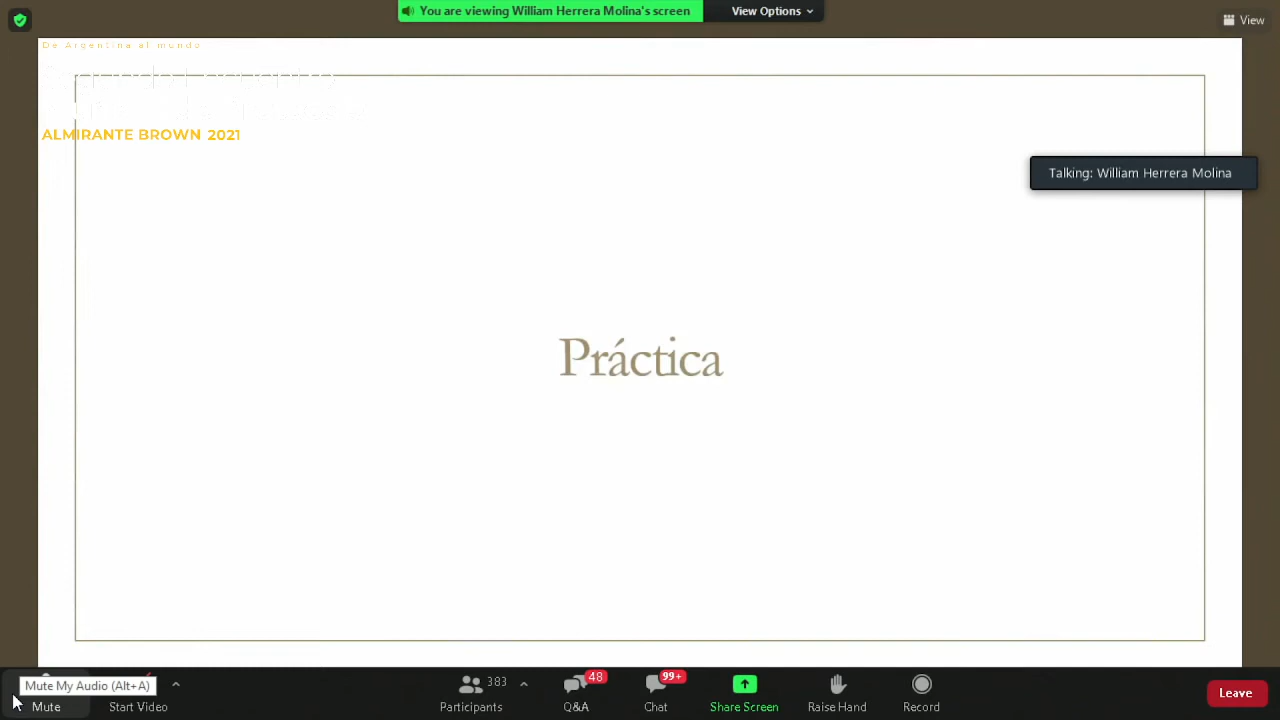 You are viewing William Herrera Molina's screen
View Options
View
De Argentina al mundo
ALMIRANTE BROWN 2021
Talking: William Herrera Molina
Práctica
Mute My Audio (Alt+A)
383
48
99+
Mute
Start Video
Participants
Q&A
Chat
Share Screen
Raise Hand
Record
Leave